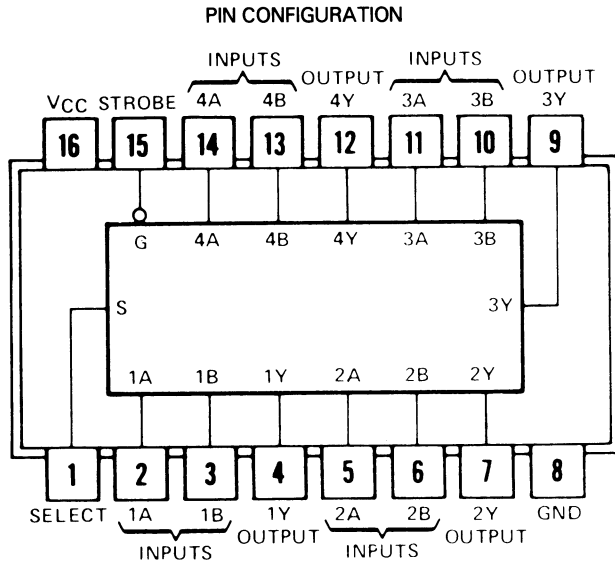 PIN CONFIGURATION
INPUTS INPUTS
OUTPUT OUTPUT
VCC STROBE 4A 4B 4Y 3A 3B 3Y
16 15 14 13 12 11 10 9
G 4A 4B 4Y 3A 3B
S 3Y
1A 1B 1Y 2A 2B 2Y
1 2 3 4 5 6 7 8
SELECT 1A 1B 1Y 2A 2B 2Y GND
OUTPUT OUTPUT
INPUTS INPUTS